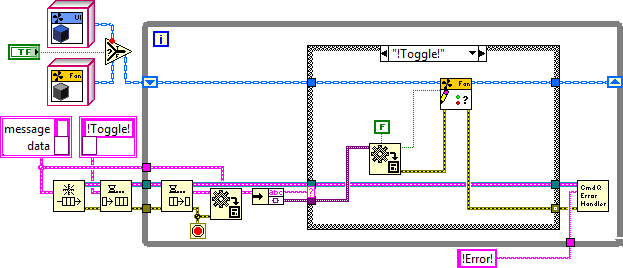 UI
TF
Fan
i
"!Toggle!"
Fan
?
F
message
data
!Toggle!
abc
?
Cmd Q
Error
Handler
!Error!